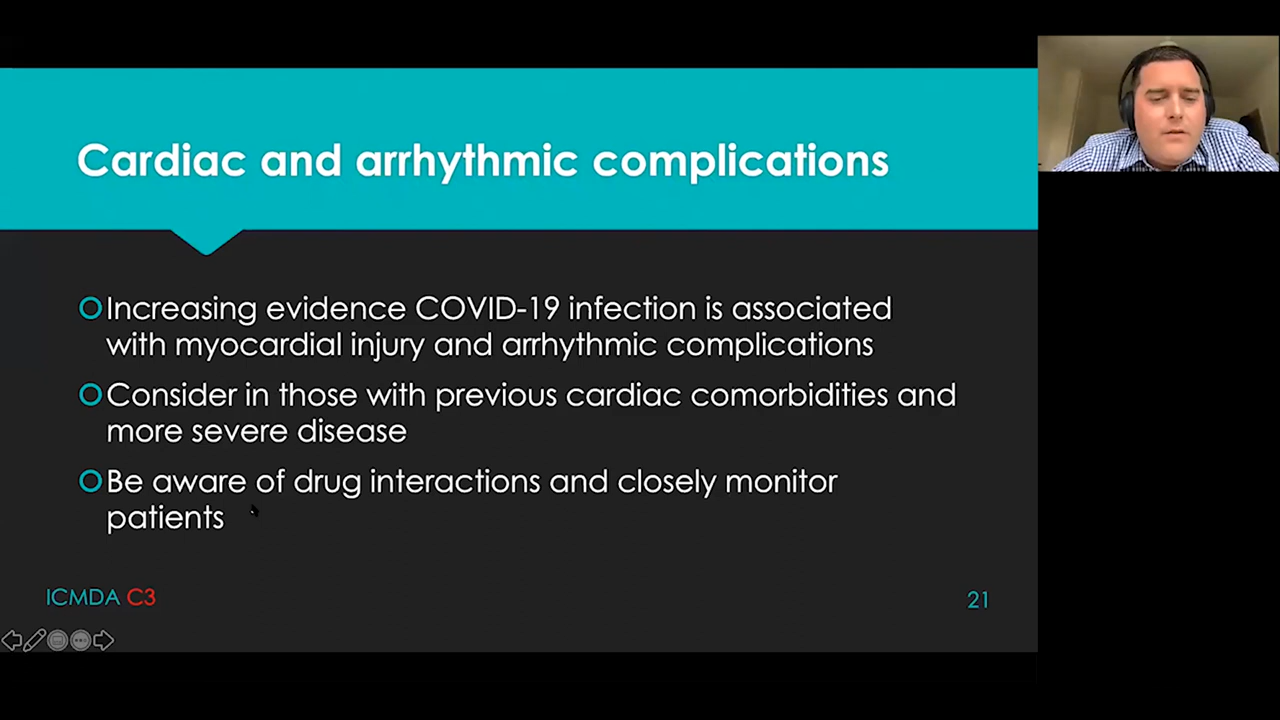 Cardiac and arrhythmic complications
Increasing evidence COVID-19 infection is associated
with myocardial injury and arrhythmic complications
Consider in those with previous cardiac comorbidities and
more severe disease
Be aware of drug interactions and closely monitor
patients
ICMDA C3
21